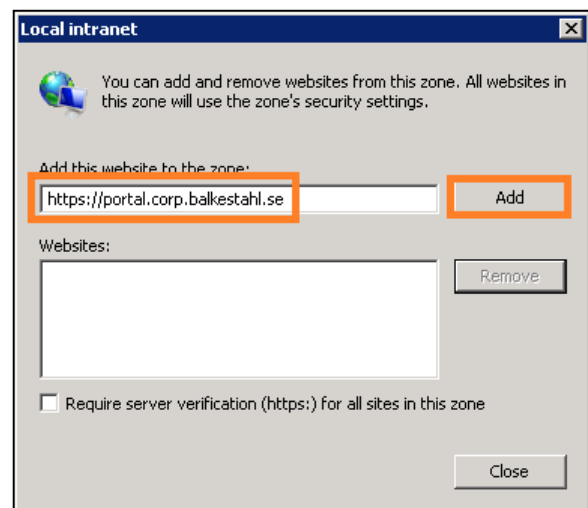 Local intranet
You can add and remove websites from this zone. All websites in
this zone will use the zone's security settings.
Add this website to the zone:
https://portal.corp.balkestahl.se
Add
Websites:
Remove
Require server verification (https:) for all sites in this zone
Close